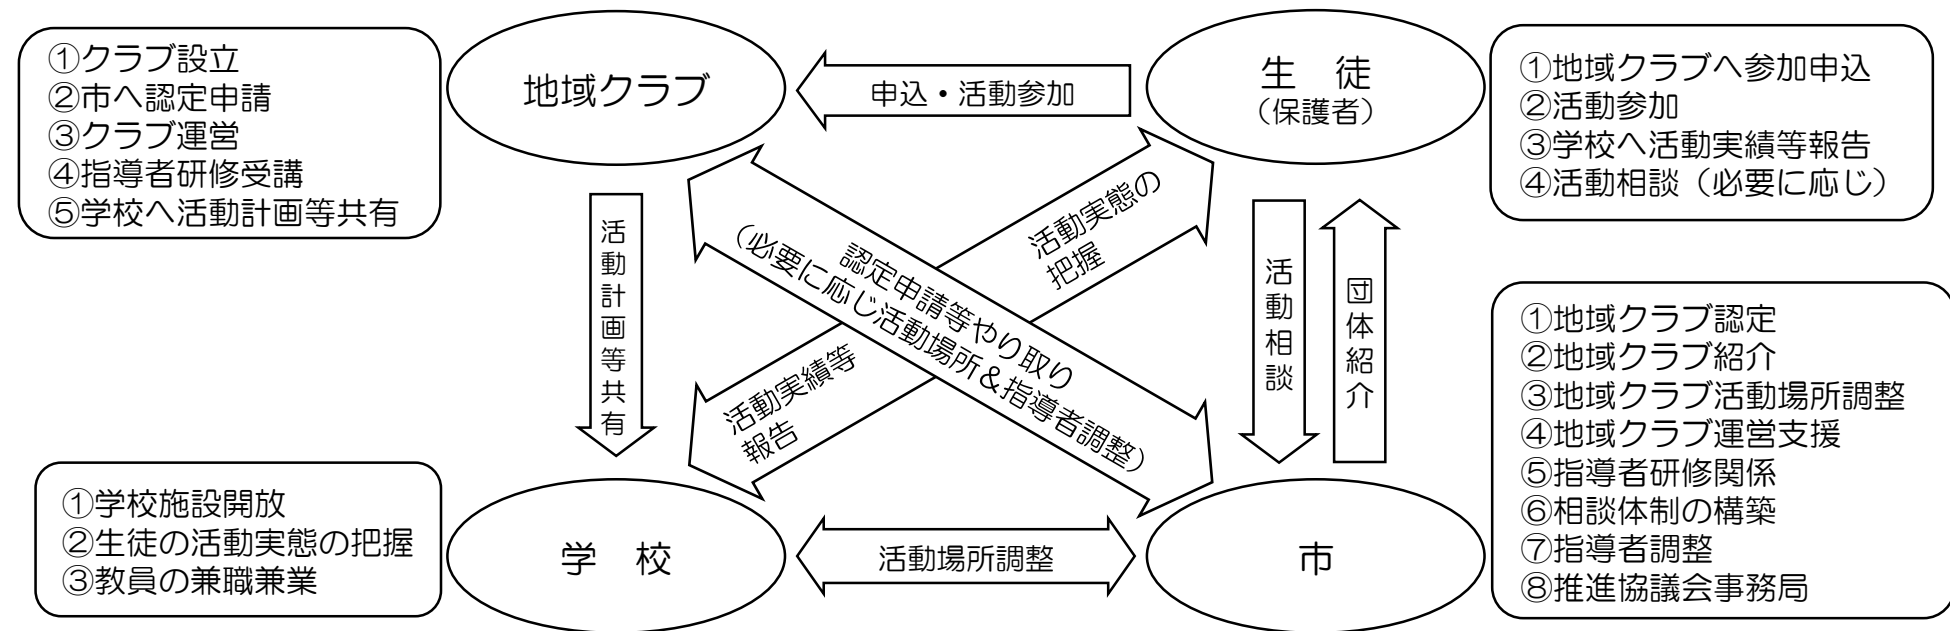 ①クラブ設立
②市へ認定申請
③クラブ運営
④指導者研修受講
⑤学校へ活動計画等共有
地域クラブ
申込・活動参加
生　徒
（保護者）
①地域クラブへ参加申込
②活動参加
③学校へ活動実績等報告
④活動相談（必要に応じ）
活動計画等共有
認定申請等やり取り
（必要に応じ活動場所＆指導者調整）
活動実態の
把握
活動実績等
報告
活動相談
団体紹介
①学校施設開放
②生徒の活動実態の把握
③教員の兼職兼業
学　校
活動場所調整
市
①地域クラブ認定
②地域クラブ紹介
③地域クラブ活動場所調整
④地域クラブ運営支援
⑤指導者研修関係
⑥相談体制の構築
⑦指導者調整
⑧推進協議会事務局